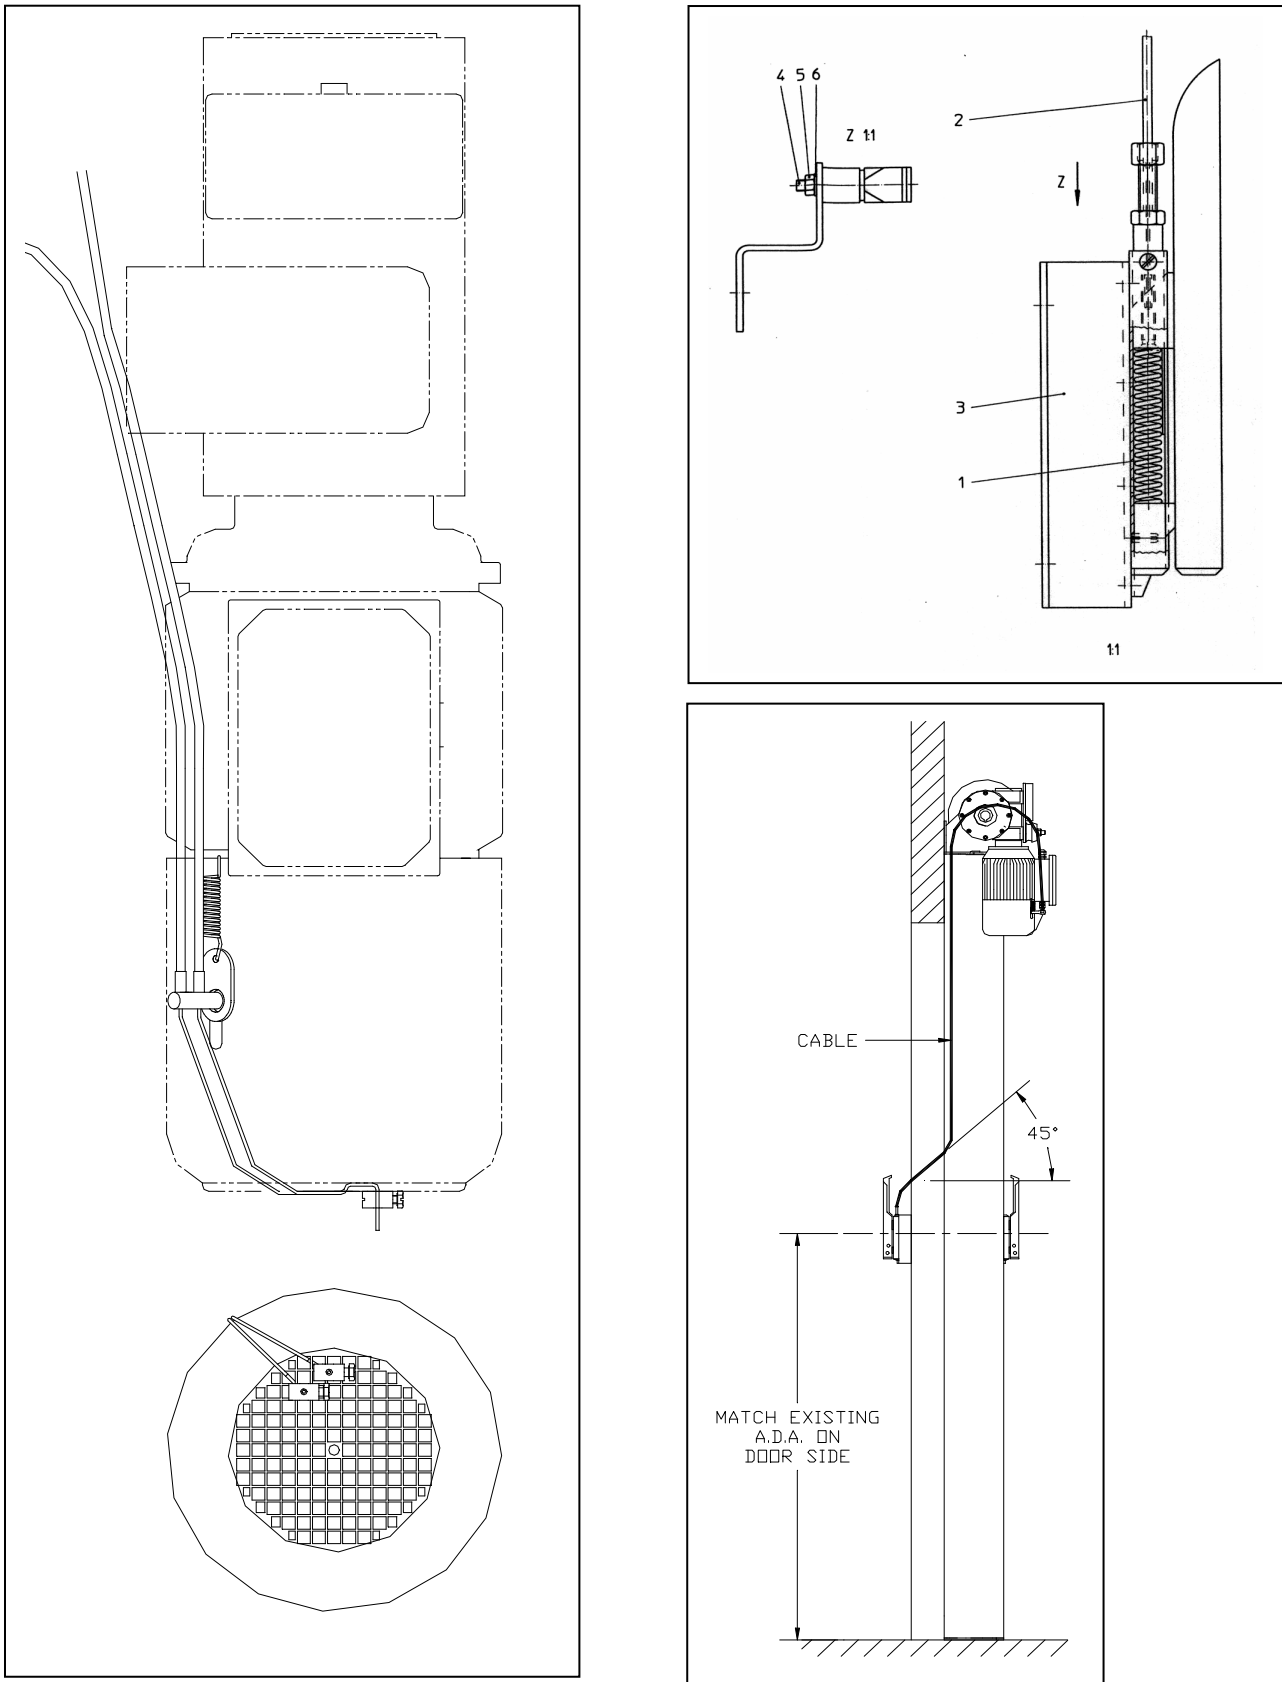 4 5 6
Z 1:1
2
Z
3
1
1:1
CABLE
45°
MATCH EXISTING
A.D.A. ON
DOOR SIDE